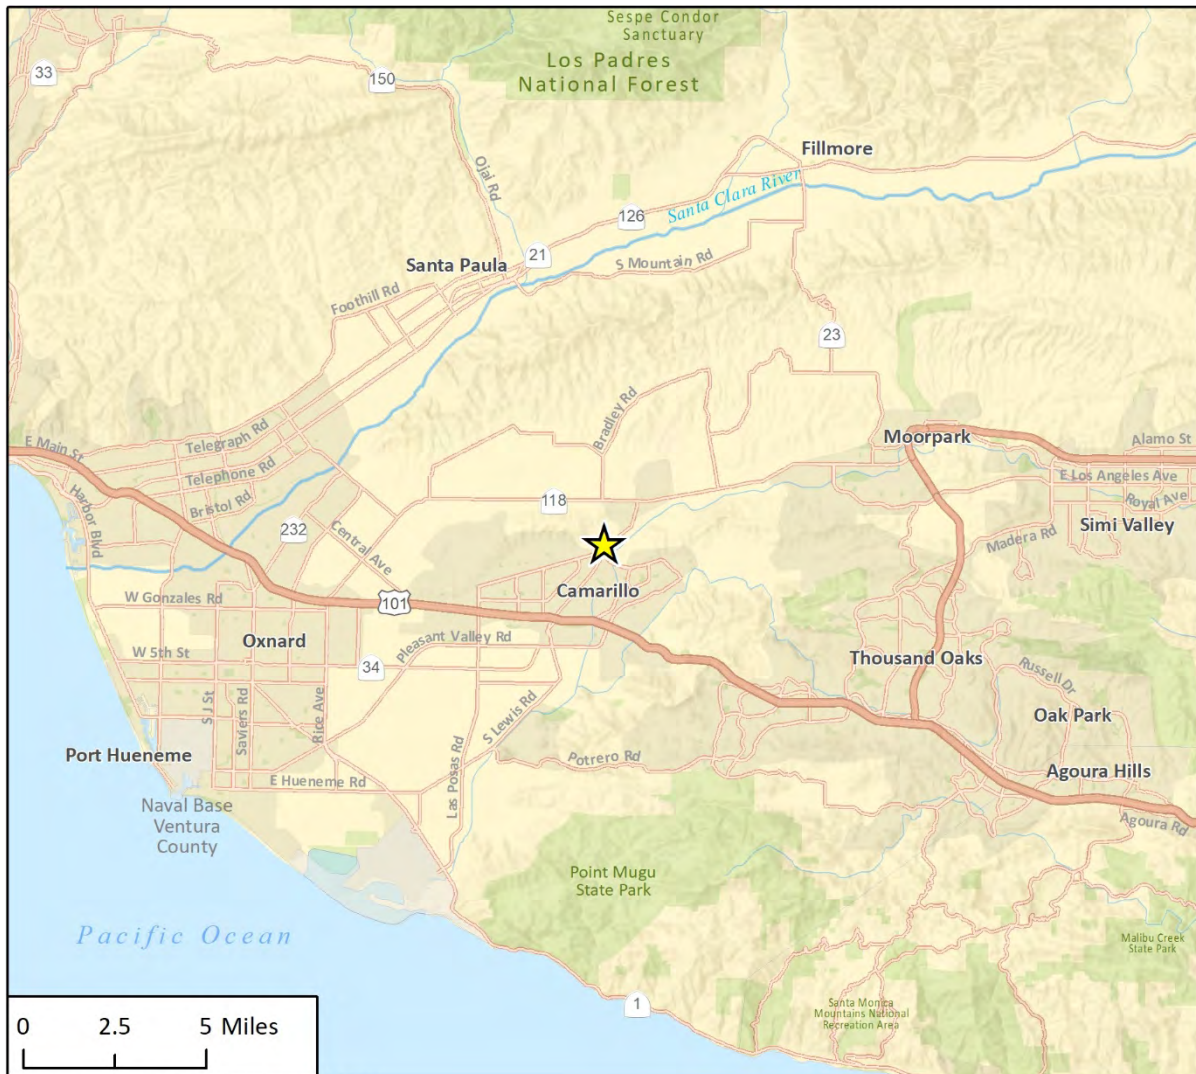 Sespe Condor
Sanctuary
Los Padres
National Forest
33
150
Fillmore
Ojai Rd
Santa Clara River
126
21
Santa Paula
S Mountain Rd
Foothill Rd
23
Bradley Rd
Telegraph Rd
E Main St
Moorpark
Alamo St
Telephone Rd
E Los Angeles Ave
Harbor Blvd
Bristol Rd
118
Royal Ave
232
Central Ave
Simi Valley
Madera Rd
W Gonzales Rd
101
Camarillo
Oxnard
Pleasant Valley Rd
W 5th St
34
Thousand Oaks
Russell Dr
S J St
Saviers Rd
Rice Ave
S Lewis Rd
Oak Park
Port Hueneme
Las Posas Rd
Potrero Rd
Agoura Hills
E Hueneme Rd
Naval Base
Ventura
County
Agoura Rd
Point Mugu
State Park
Pacific Ocean
Malibu Creek
State Park
1
Santa Monica
Mountains National
Recreation Area
0 2.5 5 Miles